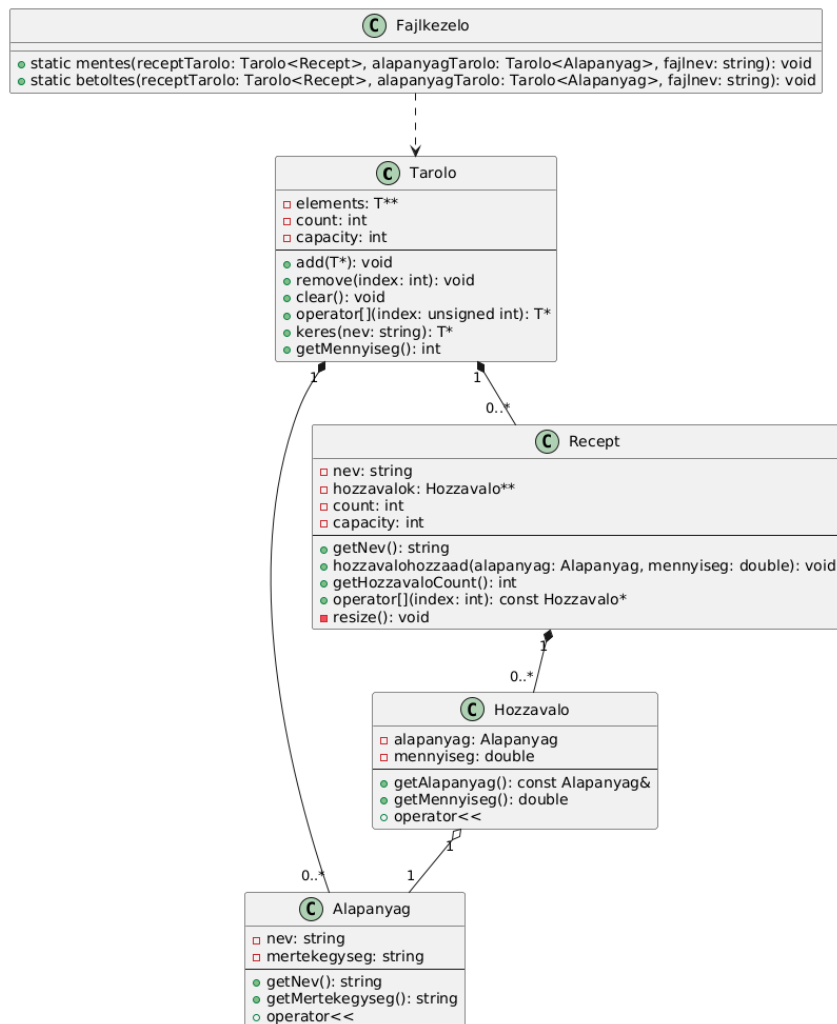 C Fajlkezelo
static mentes(receptTarolo: Tarolo<Recept>, alapanyagTarolo: Tarolo<Alapanyag>, fajlnev: string): void
static betoltes(receptTarolo: Tarolo<Recept>, alapanyagTarolo: Tarolo<Alapanyag>, fajlnev: string): void
C Tarolo
elements: T**
count: int
capacity: int
add(T*): void
remove(index: int): void
clear(): void
operator[](index: unsigned int): T*
keres(nev: string): T*
getMennyiseg(): int
1 1
0..*
C Recept
nev: string
hozzavalok: Hozzavalo**
count: int
capacity: int
getNev(): string
hozzavalohozzaad(alapanyag: Alapanyag, mennyiseg: double): void
getHozzavaloCount(): int
operator[](index: int): const Hozzavalo*
resize(): void
1
0..*
C Hozzavalo
alapanyag: Alapanyag
mennyiseg: double
getAlapanyag(): const Alapanyag&
getMennyiseg(): double
operator<<
1
0..* 1
C Alapanyag
nev: string
mertekegyseg: string
getNev(): string
getMertekegyseg(): string
operator<<